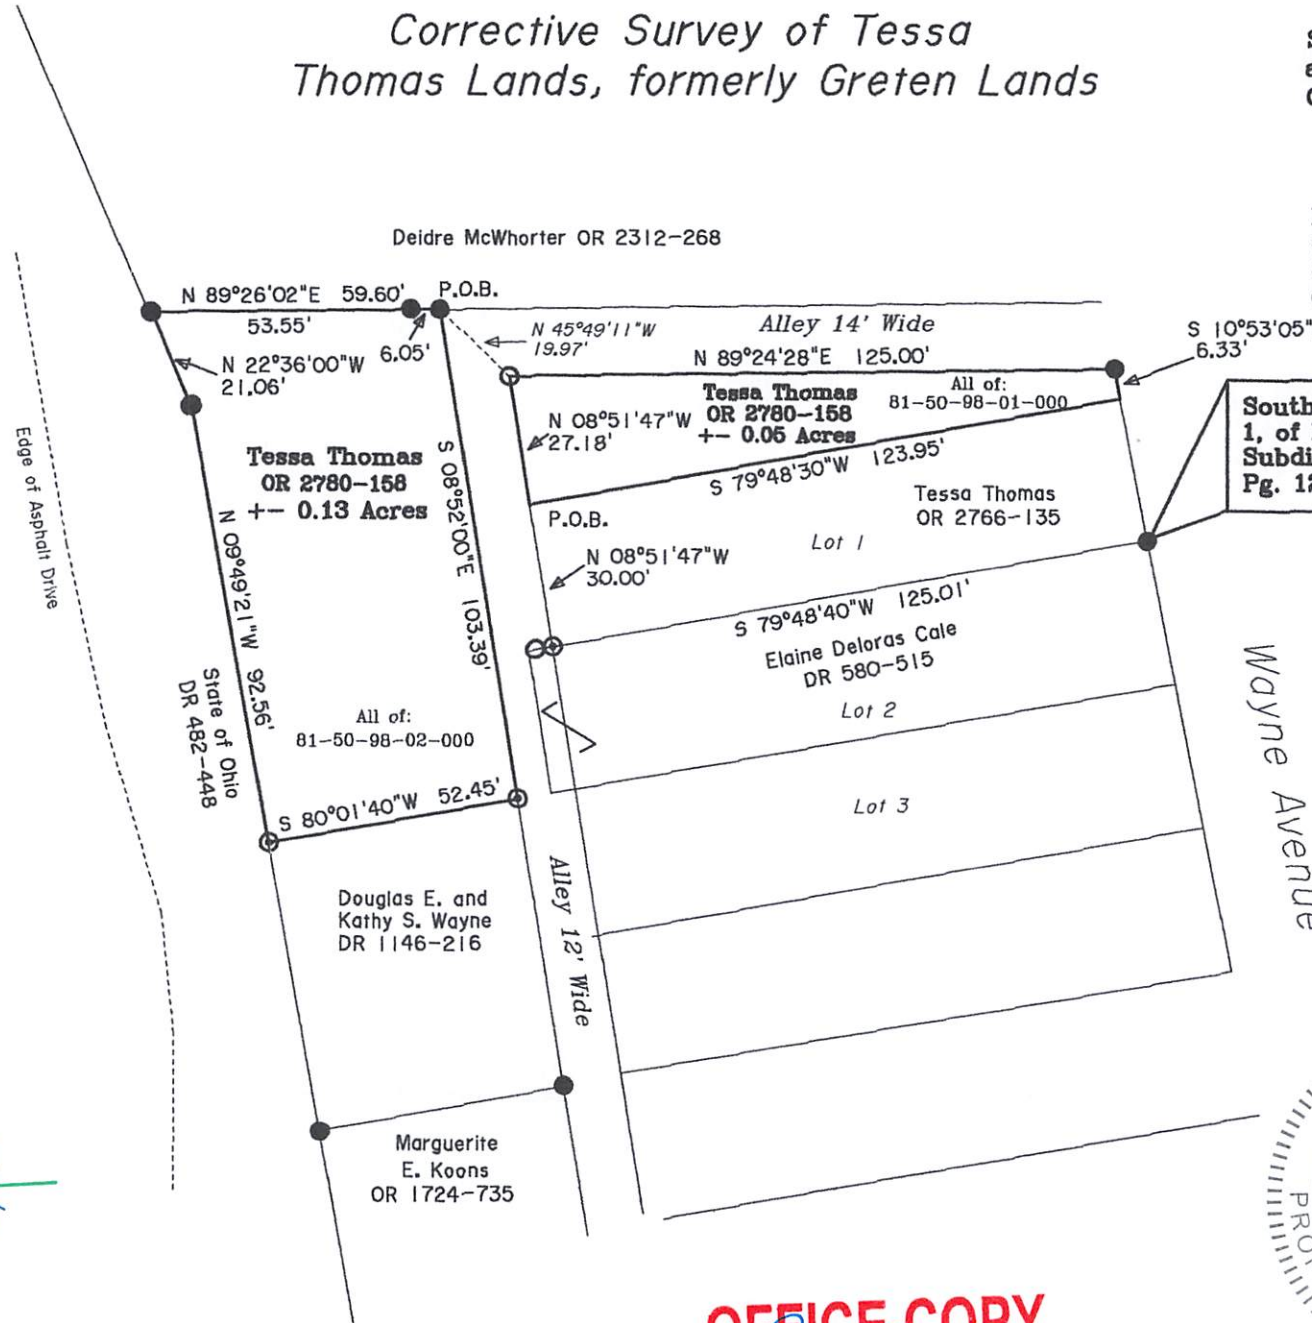 Corrective Survey of Tessa
Thomas Lands, formerly Greten Lands
Deidre McWhorter OR 2312-268
N 89°26'02"E 59.60'
P.O.B.
53.55'
6.05'
N 22°36'00"W
21.06'
N 45°49'11"W
19.97'
Alley 14' Wide
N 89°24'28"E 125.00'
S 10°53'05"
6.33'
Tessa Thomas
OR 2780-158
+- 0.05 Acres
All of:
81-50-98-01-000
N 08°51'47"W
27.18'
S 79°48'30"W 123.95'
South
1, of
Subdi
Pg. 12
Edge of Asphalt Drive
Tessa Thomas
OR 2780-158
+- 0.13 Acres
S 08°52'00"E 103.39'
P.O.B.
Tessa Thomas
OR 2766-135
Lot 1
N 08°51'47"W
30.00'
S 79°48'40"W 125.01'
Elaine Deloras Cale
DR 580-515
Lot 2
N 09°49'21"W 92.56'
State of Ohio
DR 482-448
All of:
81-50-98-02-000
S 80°01'40"W 52.45'
Lot 3
Wayne Avenue
Alley 12' Wide
Douglas E. and
Kathy S. Wayne
DR 1146-216
Marguerite
E. Koons
OR 1724-735
PRO
OFFICE COPY